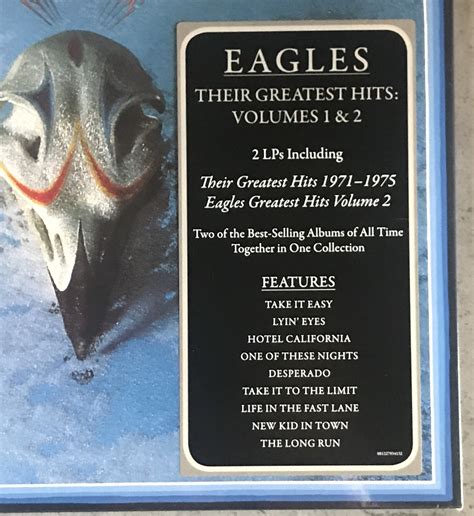 EAGLES
THEIR GREATEST HITS:
VOLUMES 1 & 2
2 LPs Including
Their Greatest Hits 1971–1975
Eagles Greatest Hits Volume 2
Two of the Best-Selling Albums of All Time
Together in One Collection
FEATURES
TAKE IT EASY
LYIN' EYES
HOTEL CALIFORNIA
ONE OF THESE NIGHTS
DESPERADO
TAKE IT TO THE LIMIT
LIFE IN THE FAST LANE
NEW KID IN TOWN
THE LONG RUN